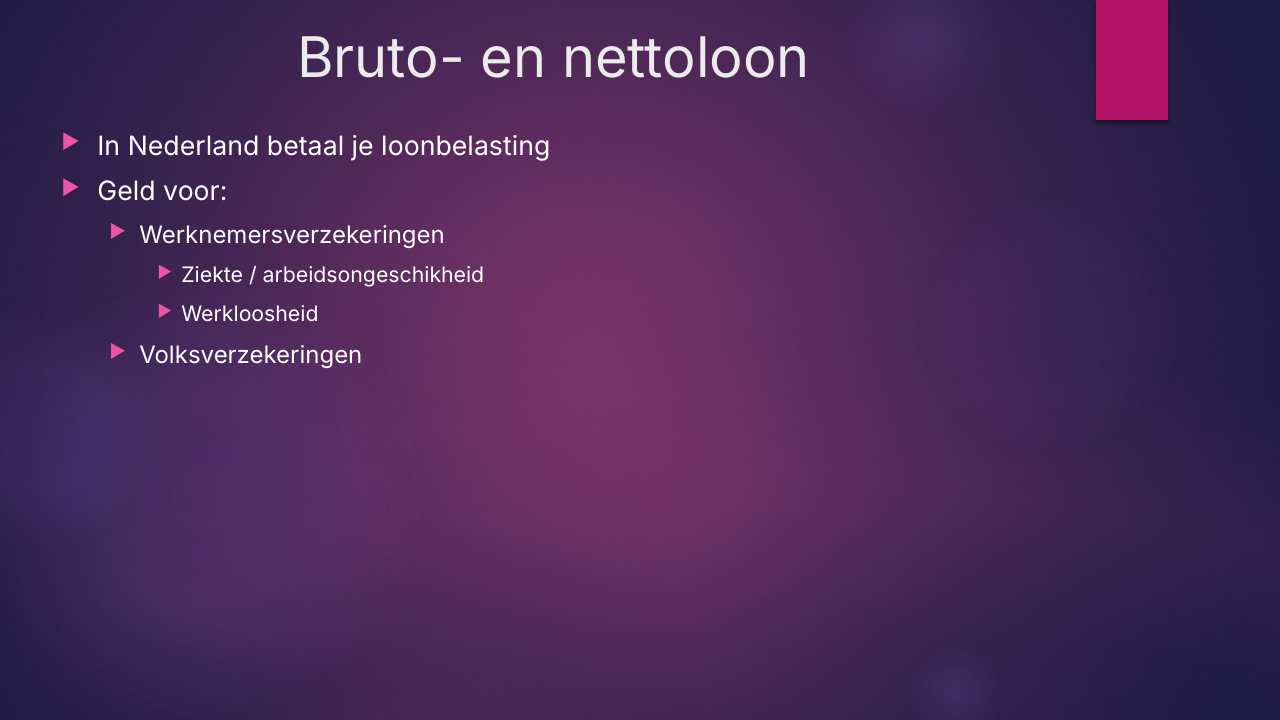 Bruto- en nettoloon
In Nederland betaal je loonbelasting
Geld voor:
Werknemersverzekeringen
Ziekte / arbeidsongeschikheid
Werkloosheid
Volksverzekeringen